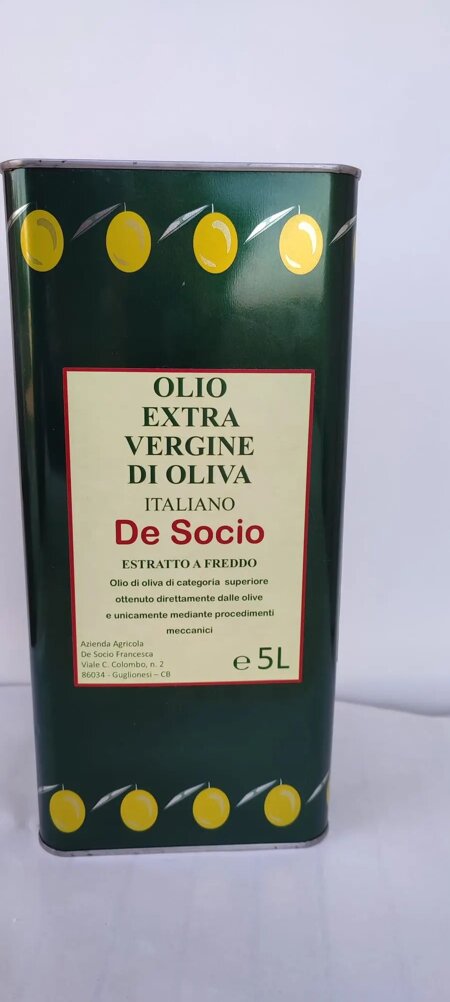 OLIO
EXTRA
VERGINE
DI OLIVA
ITALIANO
De Socio
ESTRATTO A FREDDO
Olio di oliva di categoria superiore
ottenuto direttamente dalle olive
e unicamente mediante procedimenti
meccanici
Azienda Agricola
De Socio Francesca
Viale C. Colombo, n. 2
86034 - Guglionesi – CB
℮ 5L